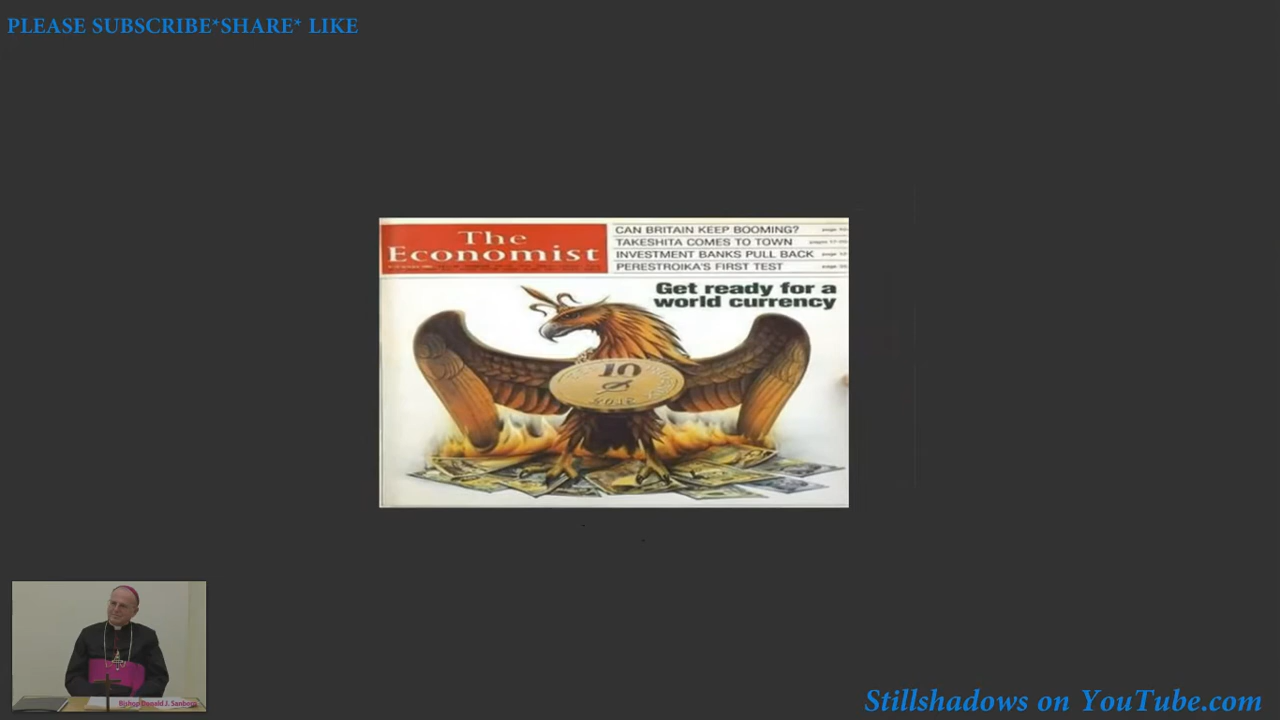 PLEASE SUBSCRIBE*SHARE* LIKE
The
Economist
CAN BRITAIN KEEP BOOMING?
TAKESHITA COMES TO TOWN
INVESTMENT BANKS PULL BACK
PERESTROIKA'S FIRST TEST
Get ready for a
world currency
10
Bishop Donald J. Sanborn
Stillshadows on YouTube.com